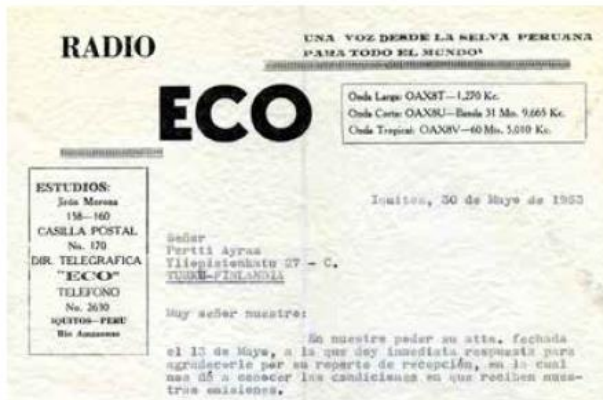 RADIO
UNA VOZ DESDE LA SELVA PERUANA
PARA TODO EL MUNDO"
ECO
Onda Larga: OAX8T—1,270 Kc.
Onda Corta: OAX8U—Banda 31 Mts. 9,665 Kc.
Onda Tropical: OAX8V—60 Mts. 5,010 Kc.
ESTUDIOS:
Jirón Morona
158—160
CASILLA POSTAL
No. 170
DIR. TELEGRAFICA
"ECO"
TELEFONO
No. 2630
IQUITOS—PERU
Rio Amazonas
Iquitos, 30 de Mayo de 1963
Señor
Pertti Ayras
Yliopistonkatu 27 - C.
TURKU-FINLANDIA
Muy señor nuestro:
En nuestro poder su atta. fechada
el 13 de Mayo, a la que doy inmediata respuesta para
agradecerle por su reporte de recepción, en la cual
nos dá a conocer las condiciones en que reciben nues-
tras emisiones.